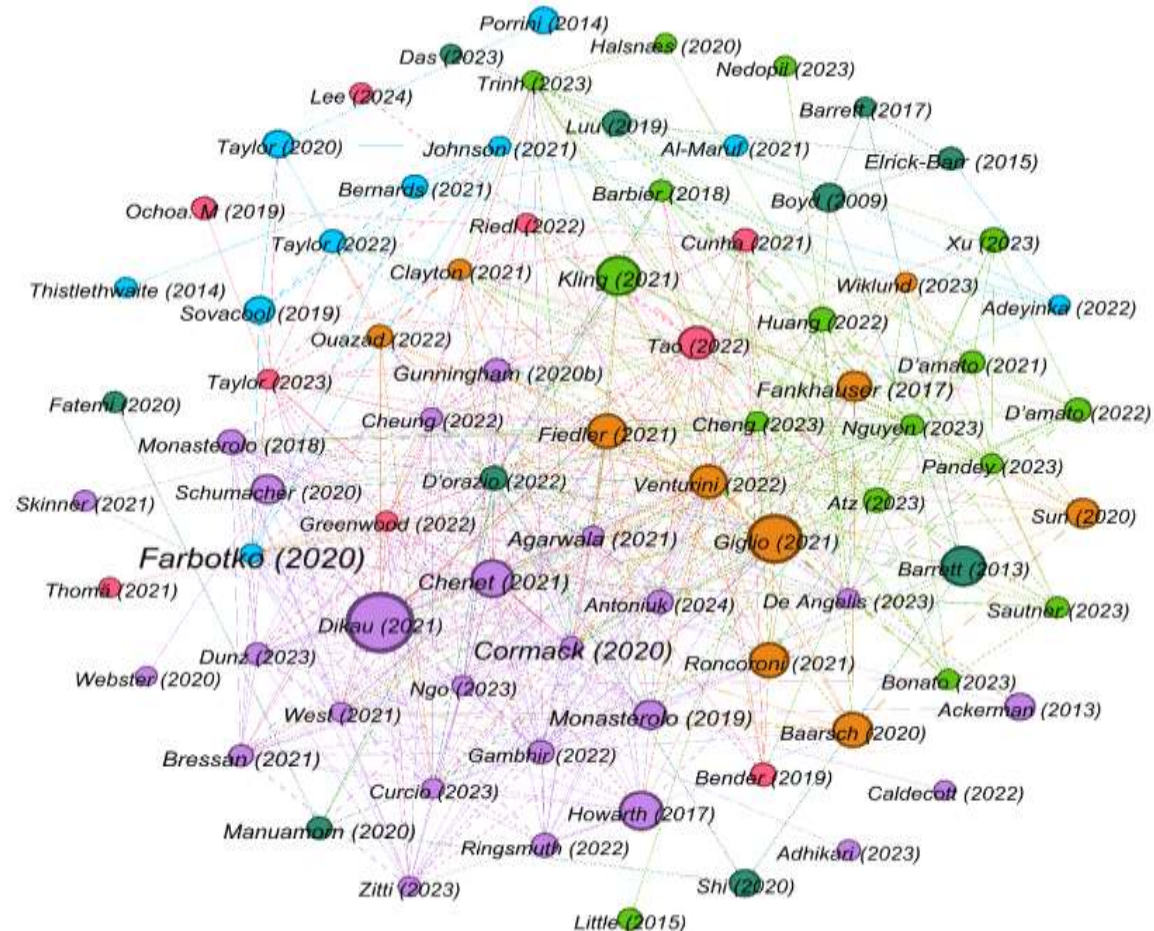 Porrini (2014)
Halsnæs (2020)
Das (2023)
Nedopil (2023)
Trinh (2023)
Lee (2024)
Barrett (2017)
Luu (2019)
Taylor (2020)
Johnson (2021)
Al-Maruf (2021)
Elrick-Barr (2015)
Bernards (2021)
Barbier (2018)
Boyd (2009)
Ochoa. M (2019)
Riedl (2022)
Taylor (2022)
Cunha (2021)
Xu (2023)
Clayton (2021)
Kling (2021)
Wiklund (2023)
Thistlethwaite (2014)
Adeyinka (2022)
Sovacool (2019)
Huang (2022)
Ouazad (2022)
Tao (2022)
D'amato (2021)
Gunningham (2020b)
Taylor (2023)
Fankhauser (2017)
Fatemi (2020)
D'amato (2022)
Cheung (2022)
Cheng (2023)
Nguyen (2023)
Fiedler (2021)
Monasterolo (2018)
Pandey (2023)
D'orazio (2022)
Venturini (2022)
Schumacher (2020)
Skinner (2021)
Atz (2023)
Sun (2020)
Greenwood (2022)
Agarwala (2021)
Giglio (2021)
Farbotko (2020)
Barrett (2013)
Chenet (2021)
Thomä (2021)
Antoniuk (2024)
De Angelis (2023)
Sautner (2023)
Dikau (2021)
Cormack (2020)
Dunz (2023)
Roncoroni (2021)
Webster (2020)
Ngo (2023)
Bonato (2023)
Ackerman (2013)
West (2021)
Monasterolo (2019)
Baarsch (2020)
Bressan (2021)
Gambhir (2022)
Bender (2019)
Curcio (2023)
Caldecott (2022)
Howarth (2017)
Manuamorn (2020)
Ringsmuth (2022)
Adhikari (2023)
Zitti (2023)
Shi (2020)
Little (2015)